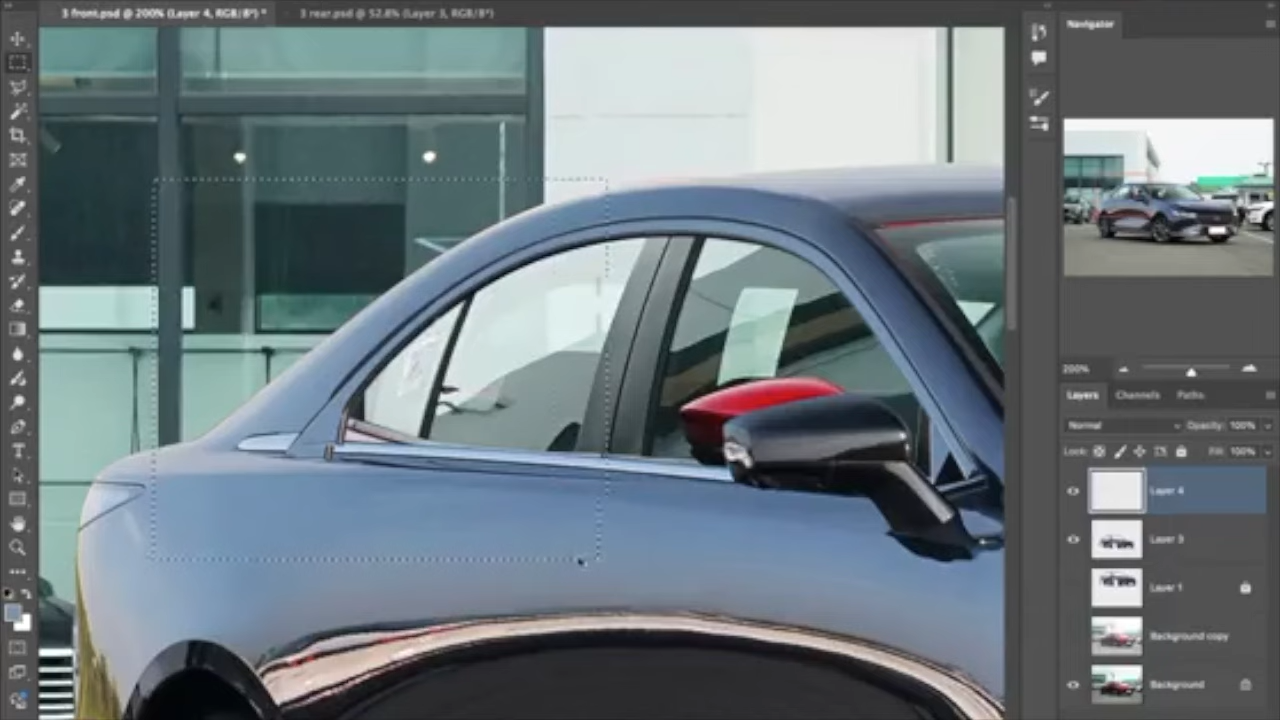 3 front.psd @ 200% (Layer 4, RGB/8*) *
3 rear.psd @ 52.8% (Layer 3, RGB/8*)
Navigator
200%
Layers Channels Paths
Normal Opacity: 100%
Lock: Fill: 100%
Layer 4
Layer 3
Layer 1
Background copy
Background